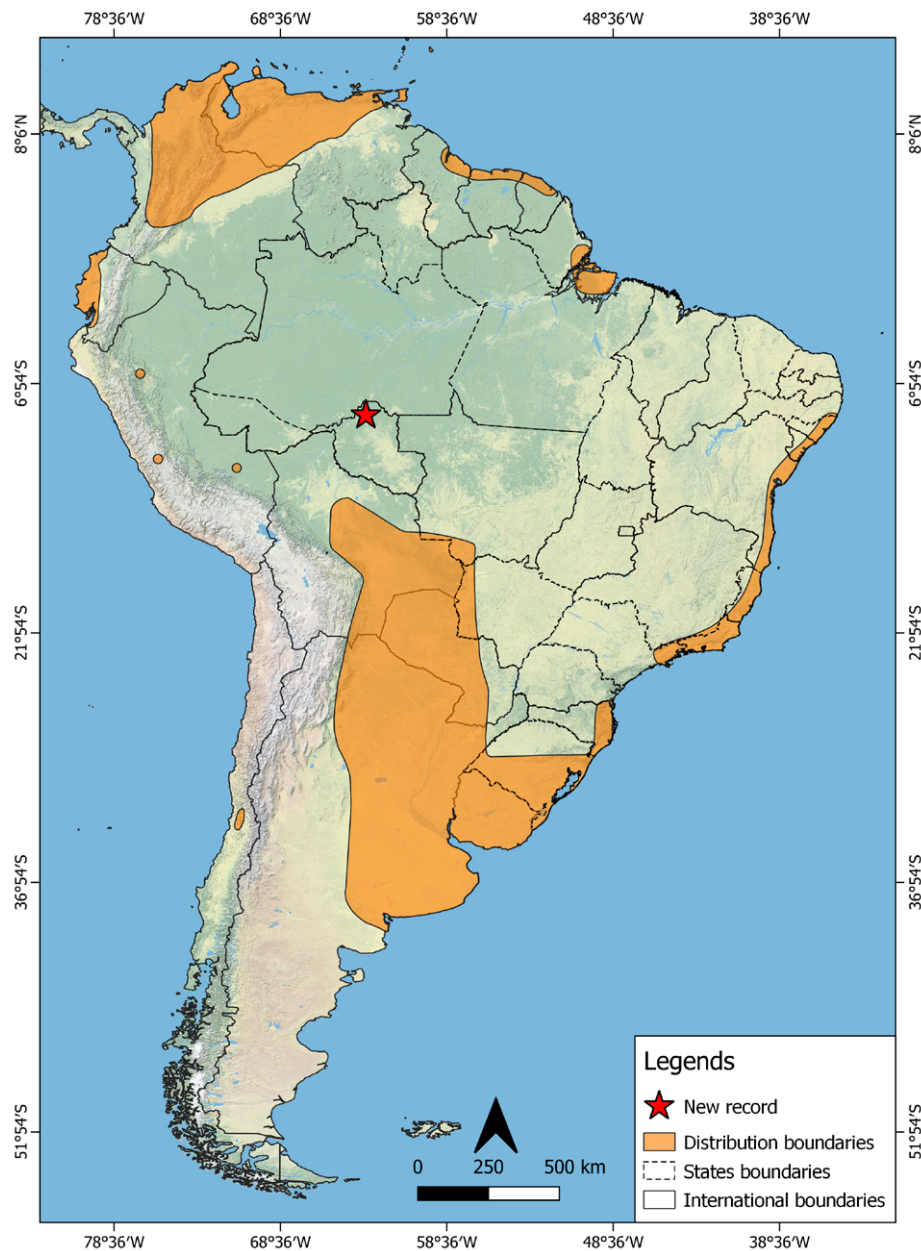 78°36'W 68°36'W 58°36'W 48°36'W 38°36'W
8°6'N 8°6'N
6°54'S 6°54'S
21°54'S 21°54'S
36°54'S 36°54'S
51°54'S 51°54'S
Legends
New record
Distribution boundaries
States boundaries
International boundaries
0 250 500 km
78°36'W 68°36'W 58°36'W 48°36'W 38°36'W